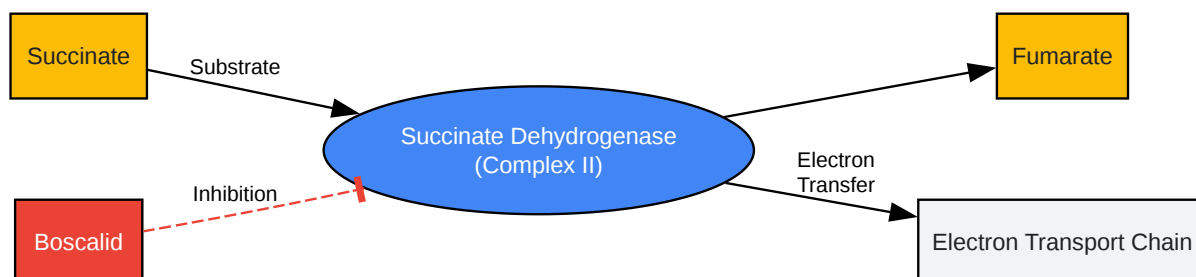 Succinate
Substrate
Fumarate
Succinate Dehydrogenase
(Complex II)
Electron
Transfer
Inhibition
Boscalid
Electron Transport Chain